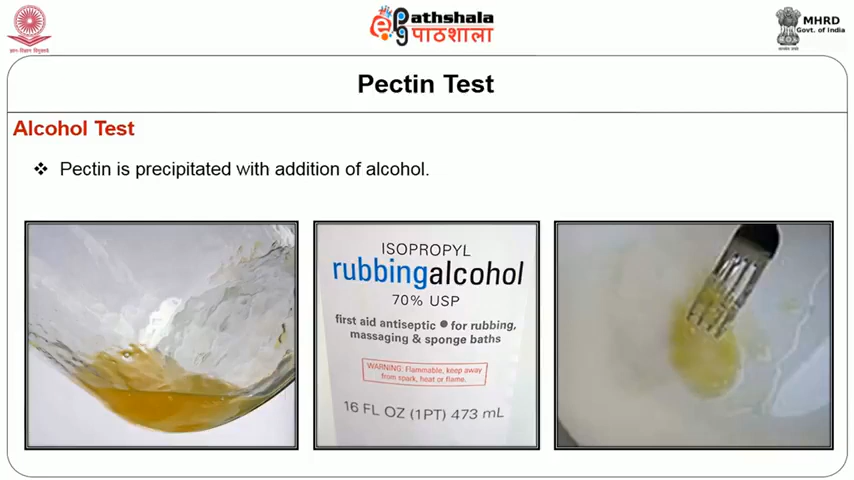 ज्ञान-विज्ञान विमुक्तये
ePathshala
पाठशाला
MHRD
Govt. of India
Pectin Test
Alcohol Test
❖ Pectin is precipitated with addition of alcohol.
ISOPROPYL
rubbingalcohol
70% USP
first aid antiseptic ● for rubbing,
massaging & sponge baths
WARNING: Flammable, keep away
from spark, heat or flame.
16 FL OZ (1PT) 473 mL